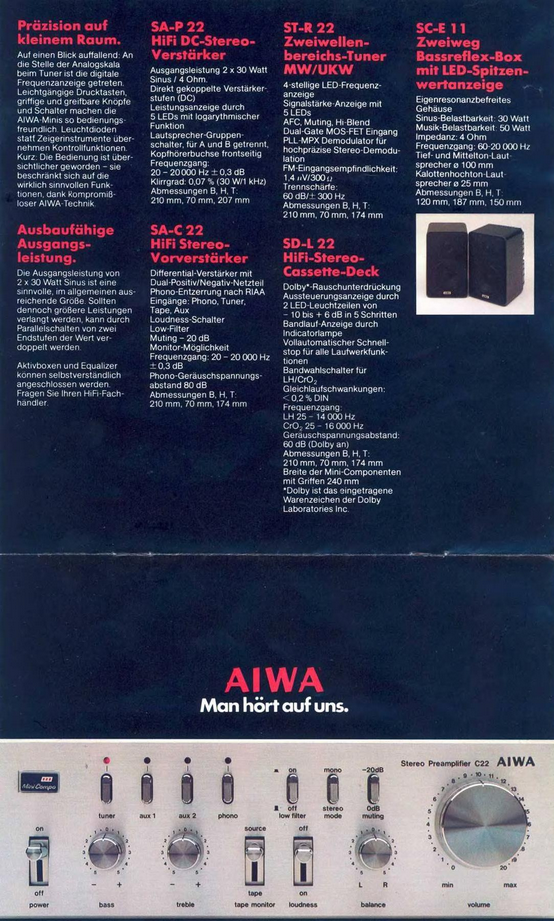 Präzision auf
kleinem Raum.
Auf einen Blick auffallend: An
die Stelle der Analogskala
beim Tuner ist die digitale
Frequenzanzeige getreten.
Leichtgängige Drucktasten,
griffige und greifbare Knöpfe
und Schalter machen die
AIWA-Minis so bedienungs-
freundlich. Leuchtdioden
statt Zeigerinstrumente über-
nehmen Kontrollfunktionen.
Kurz: Die Bedienung ist über-
sichtlicher geworden – sie
beschränkt sich auf die
wirklich sinnvollen Funk-
tionen, dank kompromiß-
loser AIWA-Technik.
Ausbaufähige
Ausgangs-
leistung.
Die Ausgangsleistung von
2 x 30 Watt Sinus ist eine
sinnvolle, im allgemeinen aus-
reichende Größe. Sollten
dennoch größere Leistungen
verlangt werden, kann durch
Parallelschalten von zwei
Endstufen der Wert ver-
doppelt werden.
Aktivboxen und Equalizer
können selbstverständlich
angeschlossen werden.
Fragen Sie Ihren HiFi-Fach-
händler.
SA-P 22
HiFi DC-Stereo-
Verstärker
Ausgangsleistung 2 x 30 Watt
Sinus / 4 Ohm.
Direkt gekoppelte Verstärker-
stufen (DC)
Leistungsanzeige durch
5 LEDs mit logarythmischer
Funktion
Lautsprecher-Gruppen-
schalter, für A und B getrennt,
Kopfhörerbuchse frontseitig
Frequenzgang:
20 – 20 000 Hz ± 0,3 dB
Klirrgrad: 0,07 % (30 W/1 kHz)
Abmessungen B, H, T:
210 mm, 70 mm, 207 mm
SA-C 22
HiFi Stereo-
Vorverstärker
Differential-Verstärker mit
Dual-Positiv/Negativ-Netzteil
Phono-Entzerrung nach RIAA
Eingänge: Phono, Tuner,
Tape, Aux
Loudness-Schalter
Low-Filter
Muting – 20 dB
Monitor-Möglichkeit
Frequenzgang: 20 – 20 000 Hz
± 0,3 dB
Phono-Geräuschspannungs-
abstand 80 dB
Abmessungen B, H, T:
210 mm, 70 mm, 174 mm
ST-R 22
Zweiwellen-
bereichs-Tuner
MW/UKW
4-stellige LED-Frequenz-
anzeige
Signalstärke-Anzeige mit
5 LEDs
AFC, Muting, Hi-Blend
Dual-Gate MOS-FET Eingang
PLL-MPX Demodulator für
hochpräzise Stereo-Demodu-
lation
FM-Eingangsempfindlichkeit:
1,4 µV/300 Ω
Trennschärfe:
60 dB/± 300 Hz
Abmessungen B, H, T:
210 mm, 70 mm, 174 mm
SD-L 22
HiFi-Stereo-
Cassette-Deck
Dolby*-Rauschunterdrückung
Aussteuerungsanzeige durch
2 LED-Leuchtzeilen von
– 10 bis + 6 dB in 5 Schritten
Bandlauf-Anzeige durch
Indicatorlampe
Vollautomatischer Schnell-
stop für alle Laufwerkfunk-
tionen
Bandwahlschalter für
LH/CrO₂
Gleichlaufschwankungen:
< 0,2 % DIN
Frequenzgang:
LH 25 – 14 000 Hz
CrO₂ 25 – 16 000 Hz
Geräuschspannungsabstand:
60 dB (Dolby an)
Abmessungen B, H, T:
210 mm, 70 mm, 174 mm
Breite der Mini-Componenten
mit Griffen 240 mm
*Dolby ist das eingetragene
Warenzeichen der Dolby
Laboratories Inc.
SC-E 11
Zweiweg
Bassreflex-Box
mit LED-Spitzen-
wertanzeige
Eigenresonanzbefreites
Gehäuse
Sinus-Belastbarkeit: 30 Watt
Musik-Belastbarkeit: 50 Watt
Impedanz: 4 Ohm
Frequenzgang: 60-20 000 Hz
Tief- und Mittelton-Laut-
sprecher ø 100 mm
Kalottenhochton-Laut-
sprecher ø 25 mm
Abmessungen B, H, T:
120 mm, 187 mm, 150 mm
AIWA
Man hört auf uns.
Mini Compo
tuner aux 1 aux 2 phono
on
off
low filter
mono
stereo
mode
–20dB
0dB
muting
Stereo Preamplifier C22 AIWA
on
off
power
– +
bass
– +
treble
source
tape
tape monitor
off
on
loudness
L R
balance
min max
volume